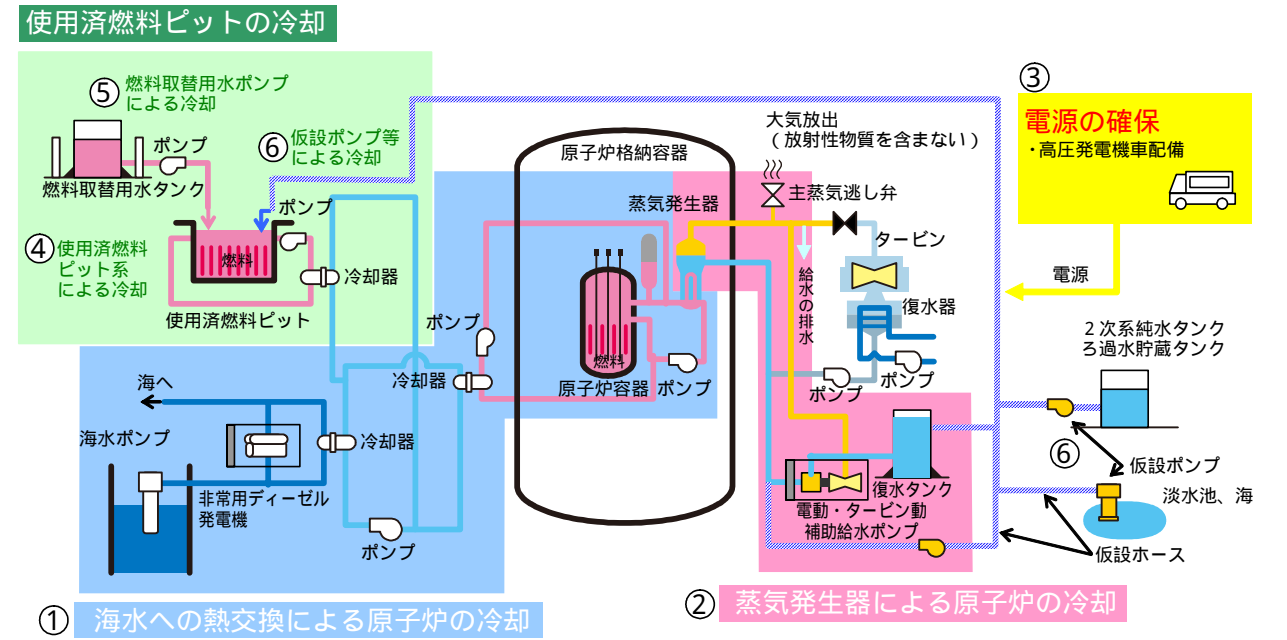 使用済燃料ピットの冷却
⑤
燃料取替用水ポンプ
による冷却
ポンプ
燃料取替用水タンク
⑥
仮設ポンプ等
による冷却
ポンプ
④
使用済燃料
ピット系
による冷却
燃料
冷却器
使用済燃料ピット
海へ
海水ポンプ
冷却器
非常用ディーゼル
発電機
ポンプ
ポンプ
冷却器
原子炉格納容器
蒸気発生器
燃料
原子炉容器
ポンプ
大気放出
(放射性物質を含まない)
主蒸気逃し弁
タービン
給水の排水
復水器
ポンプ
ポンプ
復水タンク
電動・タービン動
補助給水ポンプ
③
電源の確保
・高圧発電機車配備
電源
2次系純水タンク
ろ過水貯蔵タンク
⑥
仮設ポンプ
淡水池、海
仮設ホース
① 海水への熱交換による原子炉の冷却
② 蒸気発生器による原子炉の冷却